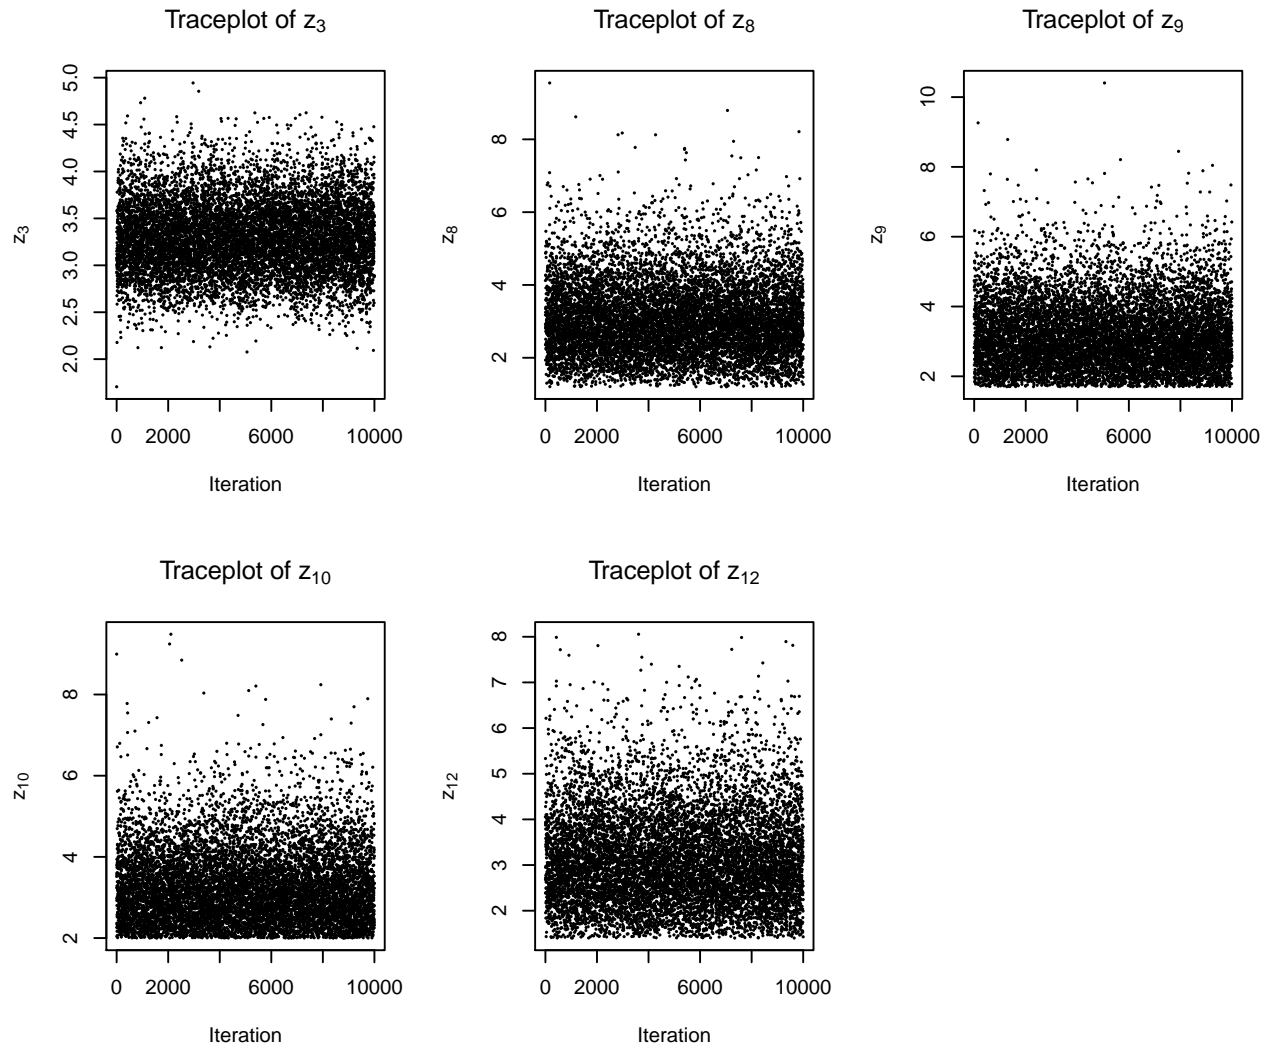 Traceplot of z3
z3
5.0
4.5
4.0
3.5
3.0
2.5
2.0
0 2000 6000 10000
Iteration
Traceplot of z8
z8
8
6
4
2
0 2000 6000 10000
Iteration
Traceplot of z9
z9
10
8
6
4
2
0 2000 6000 10000
Iteration
Traceplot of z10
z10
8
6
4
2
0 2000 6000 10000
Iteration
Traceplot of z12
z12
8
7
6
5
4
3
2
0 2000 6000 10000
Iteration